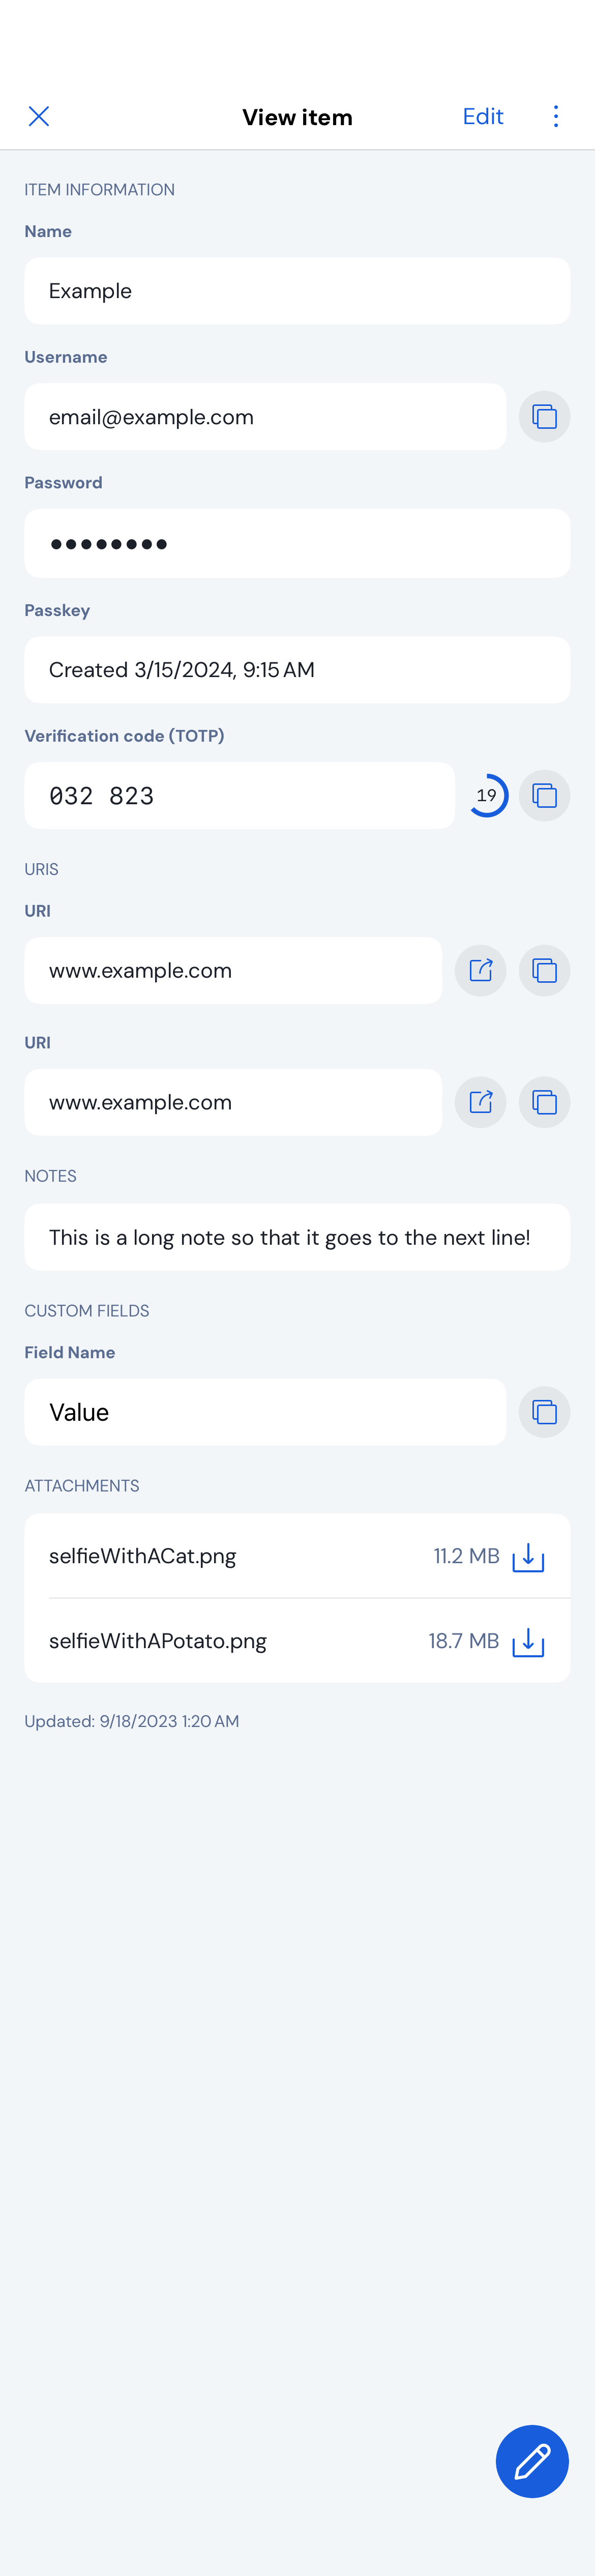 View item
Edit
ITEM INFORMATION
Name
Example
Username
email@example.com
Password
••••••••
Passkey
Created 3/15/2024, 9:15 AM
Verification code (TOTP)
032 823
19
URIS
URI
www.example.com
URI
www.example.com
NOTES
This is a long note so that it goes to the next line!
CUSTOM FIELDS
Field Name
Value
ATTACHMENTS
selfieWithACat.png 11.2 MB
selfieWithAPotato.png 18.7 MB
Updated: 9/18/2023 1:20 AM